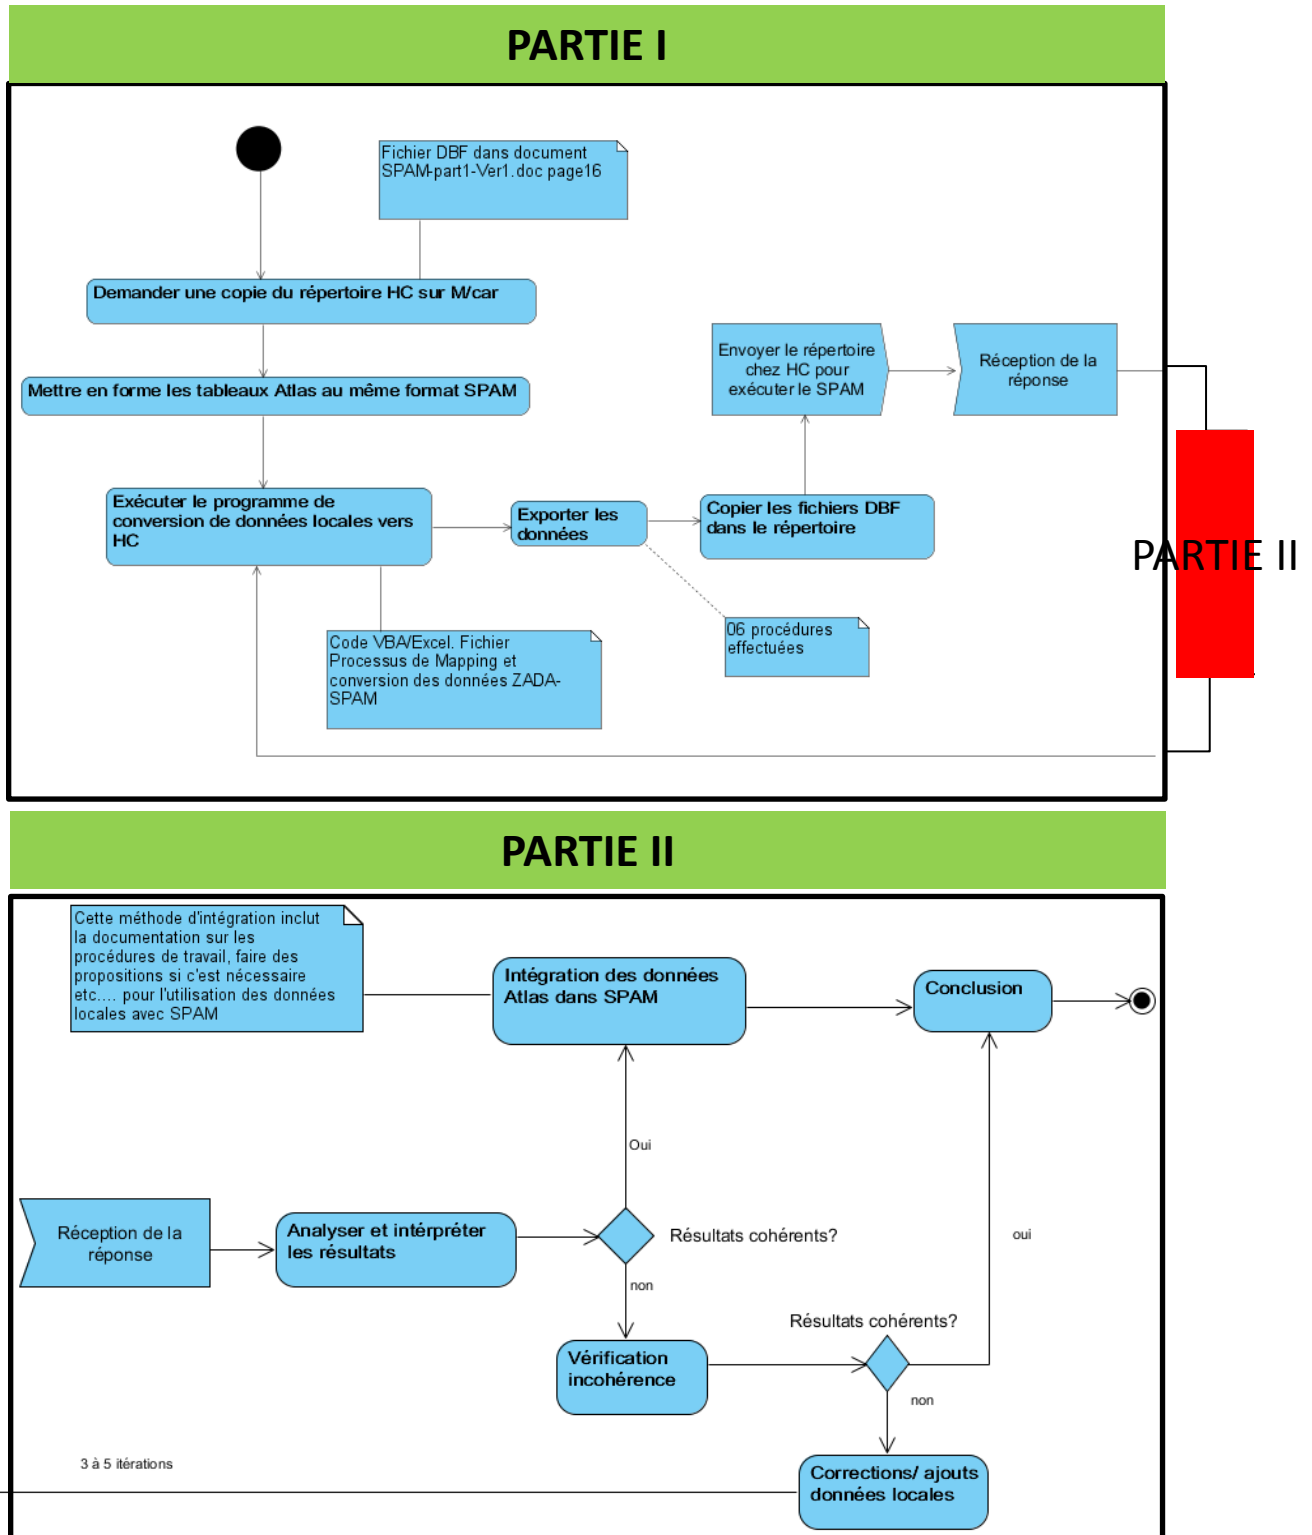 PARTIE I
Fichier DBF dans document
SPAM-part1-Ver1.doc page16
Demander une copie du répertoire HC sur M/car
Mettre en forme les tableaux Atlas au même format SPAM
Envoyer le répertoire
chez HC pour
exécuter le SPAM
Réception de la
réponse
Exécuter le programme de
conversion de données locales vers
HC
Exporter les
données
Copier les fichiers DBF
dans le répertoire
PARTIE II
Code VBA/Excel. Fichier
Processus de Mapping et
conversion des données ZADA-
SPAM
06 procédures
effectuées
PARTIE II
Cette méthode d'intégration inclut
la documentation sur les
procédures de travail, faire des
propositions si c'est nécessaire
etc.... pour l'utilisation des données
locales avec SPAM
Intégration des données
Atlas dans SPAM
Conclusion
Oui
Réception de la
réponse
Analyser et intérpréter
les résultats
Résultats cohérents?
oui
non
Résultats cohérents?
Vérification
incohérence
non
3 à 5 itérations
Corrections/ ajouts
données locales